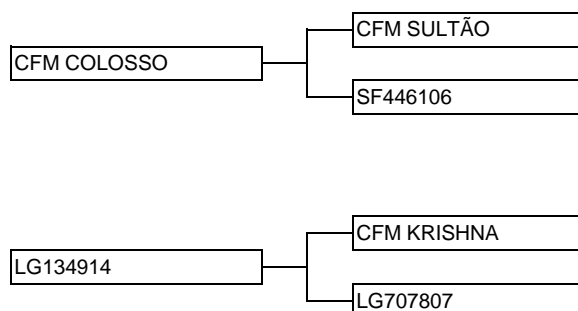 CFM SULTÃO
CFM COLOSSO
SF446106
CFM KRISHNA
LG134914
LG707807